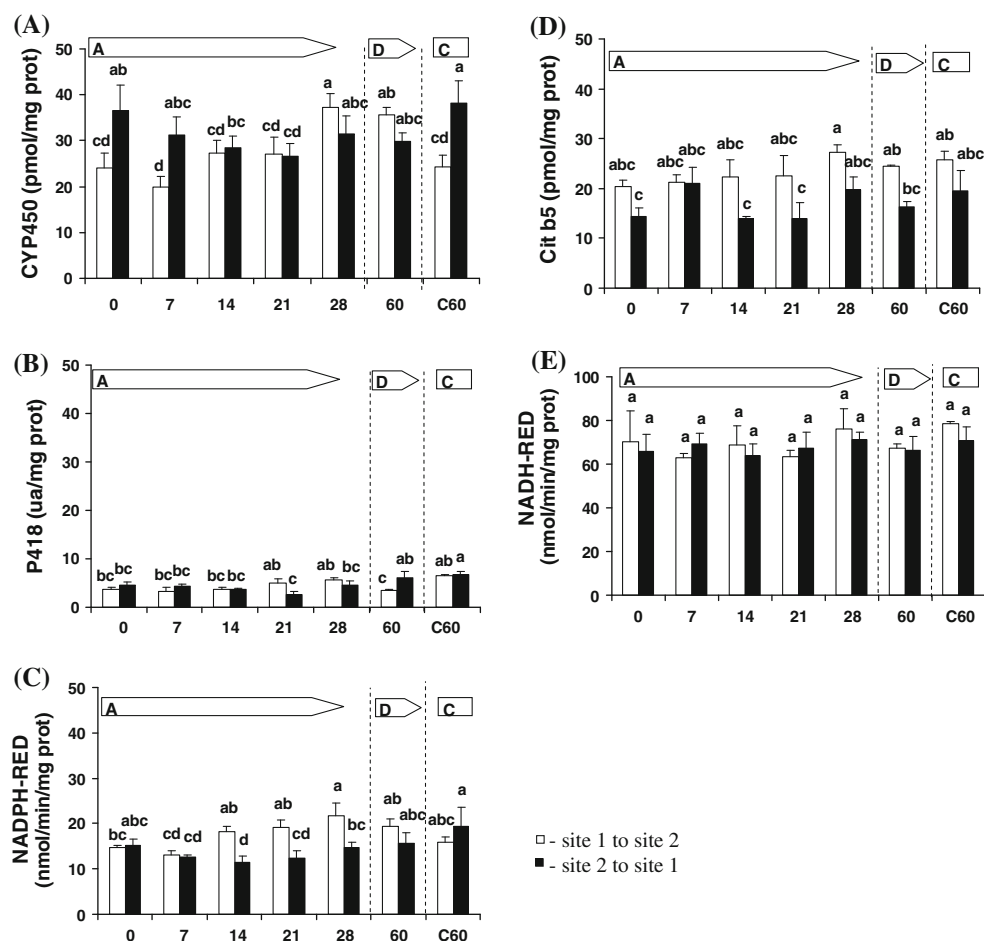 (A)
A
D
C
CYP450 (pmol/mg prot)
50
40
30
20
10
0
cd
ab
d
abc
cd
bc
cd
cd
a
abc
ab
abc
cd
a
0 7 14 21 28 60 C60
(B)
A
D
C
P418 (ua/mg prot)
50
40
30
20
10
0
bc bc
bc bc
bc bc
ab
c
ab
bc
c
ab
ab
a
0 7 14 21 28 60 C60
(C)
A
D
C
NADPH-RED
(nmol/min/mg prot)
50
40
30
20
10
0
bc
abc
cd
cd
ab
d
ab
cd
a
bc
ab
abc
abc
a
0 7 14 21 28 60 C60
(D)
A
D
C
Cit b5 (pmol/mg prot)
50
40
30
20
10
0
abc
c
abc
abc
abc
c
abc
c
a
abc
ab
bc
ab
abc
0 7 14 21 28 60 C60
(E)
A
D
C
NADH-RED
(nmol/min/mg prot)
100
80
60
40
20
0
a
a
a
a
a
a
a
a
a
a
a
a
a
a
0 7 14 21 28 60 C60
- site 1 to site 2
- site 2 to site 1